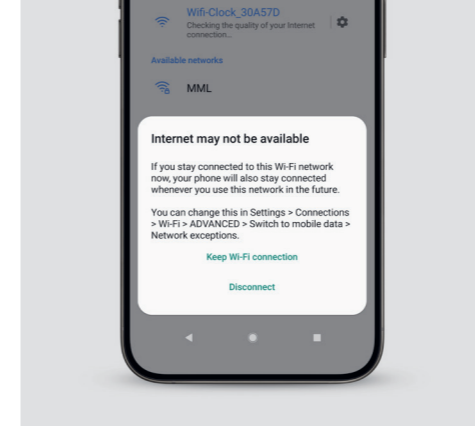 Wifi-Clock_30A57D
Checking the quality of your Internet
connection...
Available networks
MML
Internet may not be available
If you stay connected to this Wi-Fi network
now, your phone will also stay connected
whenever you use this network in the future.
You can change this in Settings > Connections
> Wi-Fi > ADVANCED > Switch to mobile data >
Network exceptions.
Keep Wi-Fi connection
Disconnect